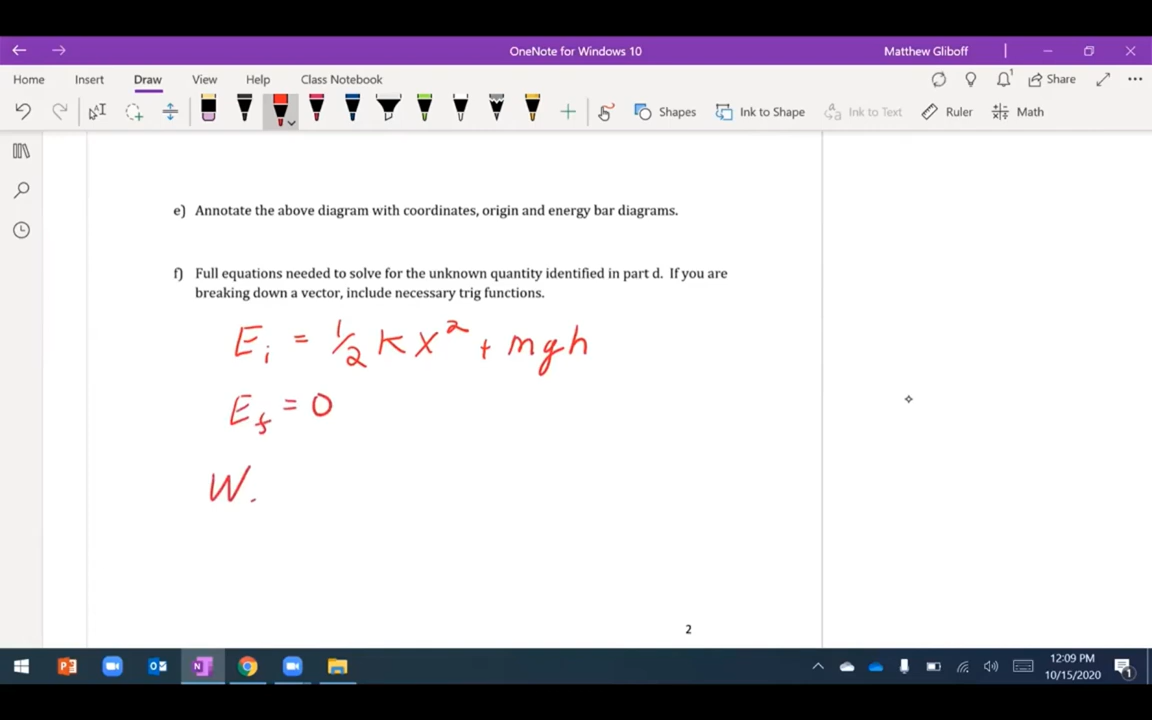 OneNote for Windows 10
Matthew Gliboff
Home Insert Draw View Help Class Notebook
Share
Shapes Ink to Shape Ink to Text Ruler Math
e) Annotate the above diagram with coordinates, origin and energy bar diagrams.
f) Full equations needed to solve for the unknown quantity identified in part d. If you are
breaking down a vector, include necessary trig functions.
Ei = 1/2 kx² + mgh
Ef = 0
W.
2
12:09 PM
10/15/2020